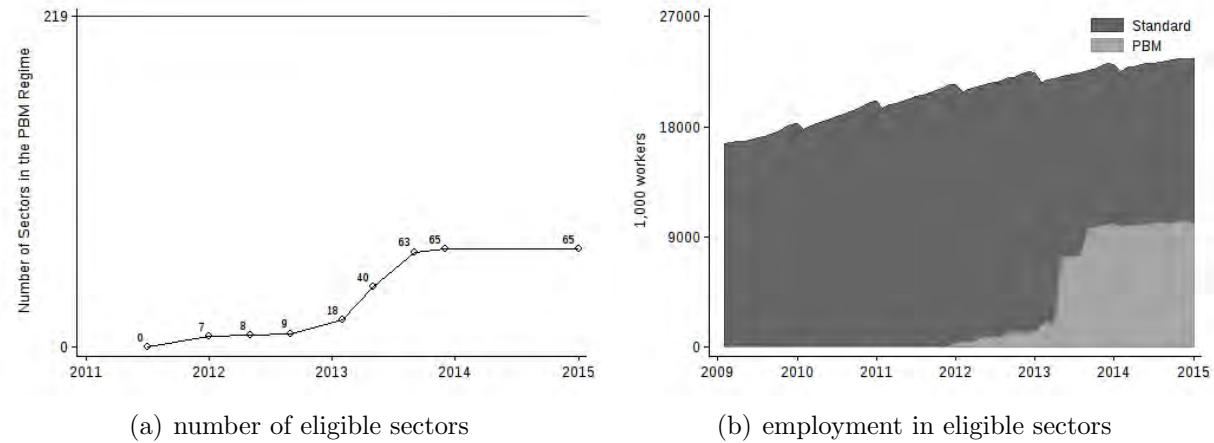 Number of Sectors in the PBM Regime
219
0
0
7
8
9
18
40
63
65
65
2011 2012 2013 2014 2015
(a) number of eligible sectors
1,000 workers
27000
18000
9000
0
Standard
PBM
2009 2010 2011 2012 2013 2014 2015
(b) employment in eligible sectors